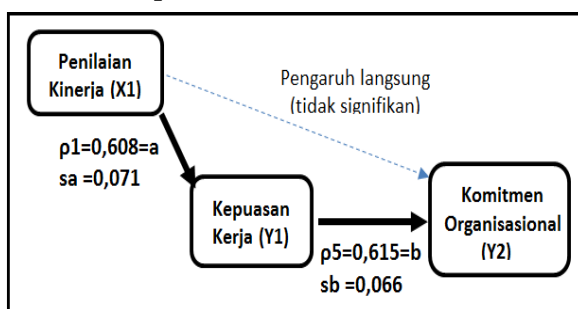 Penilaian
Kinerja (X1)
Pengaruh langsung
(tidak signifikan)
ρ1=0,608=a
sa =0,071
Kepuasan
Kerja (Y1)
Komitmen
Organisasional
(Y2)
ρ5=0,615=b
sb =0,066